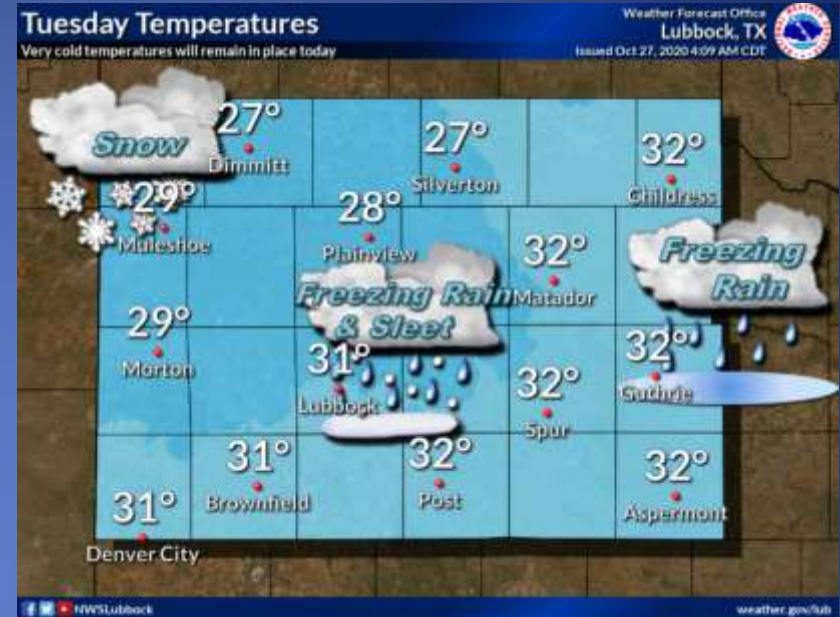 Tuesday Temperatures
Very cold temperatures will remain in place today
Weather Forecast Office
Lubbock, TX
Issued Oct 27, 2020 4:09 AM CDT
Snow
27°
Dimmitt
27°
Silverton
32°
Childress
29°
Muleshoe
28°
Plainview
32°
Matador
Freezing Rain
& Sleet
Freezing
Rain
29°
Morton
31°
Lubbock
32°
Spur
32°
Guthrie
31°
Brownfield
32°
Post
32°
Aspermont
31°
Denver City
NWSLubbock
weather.gov/lub